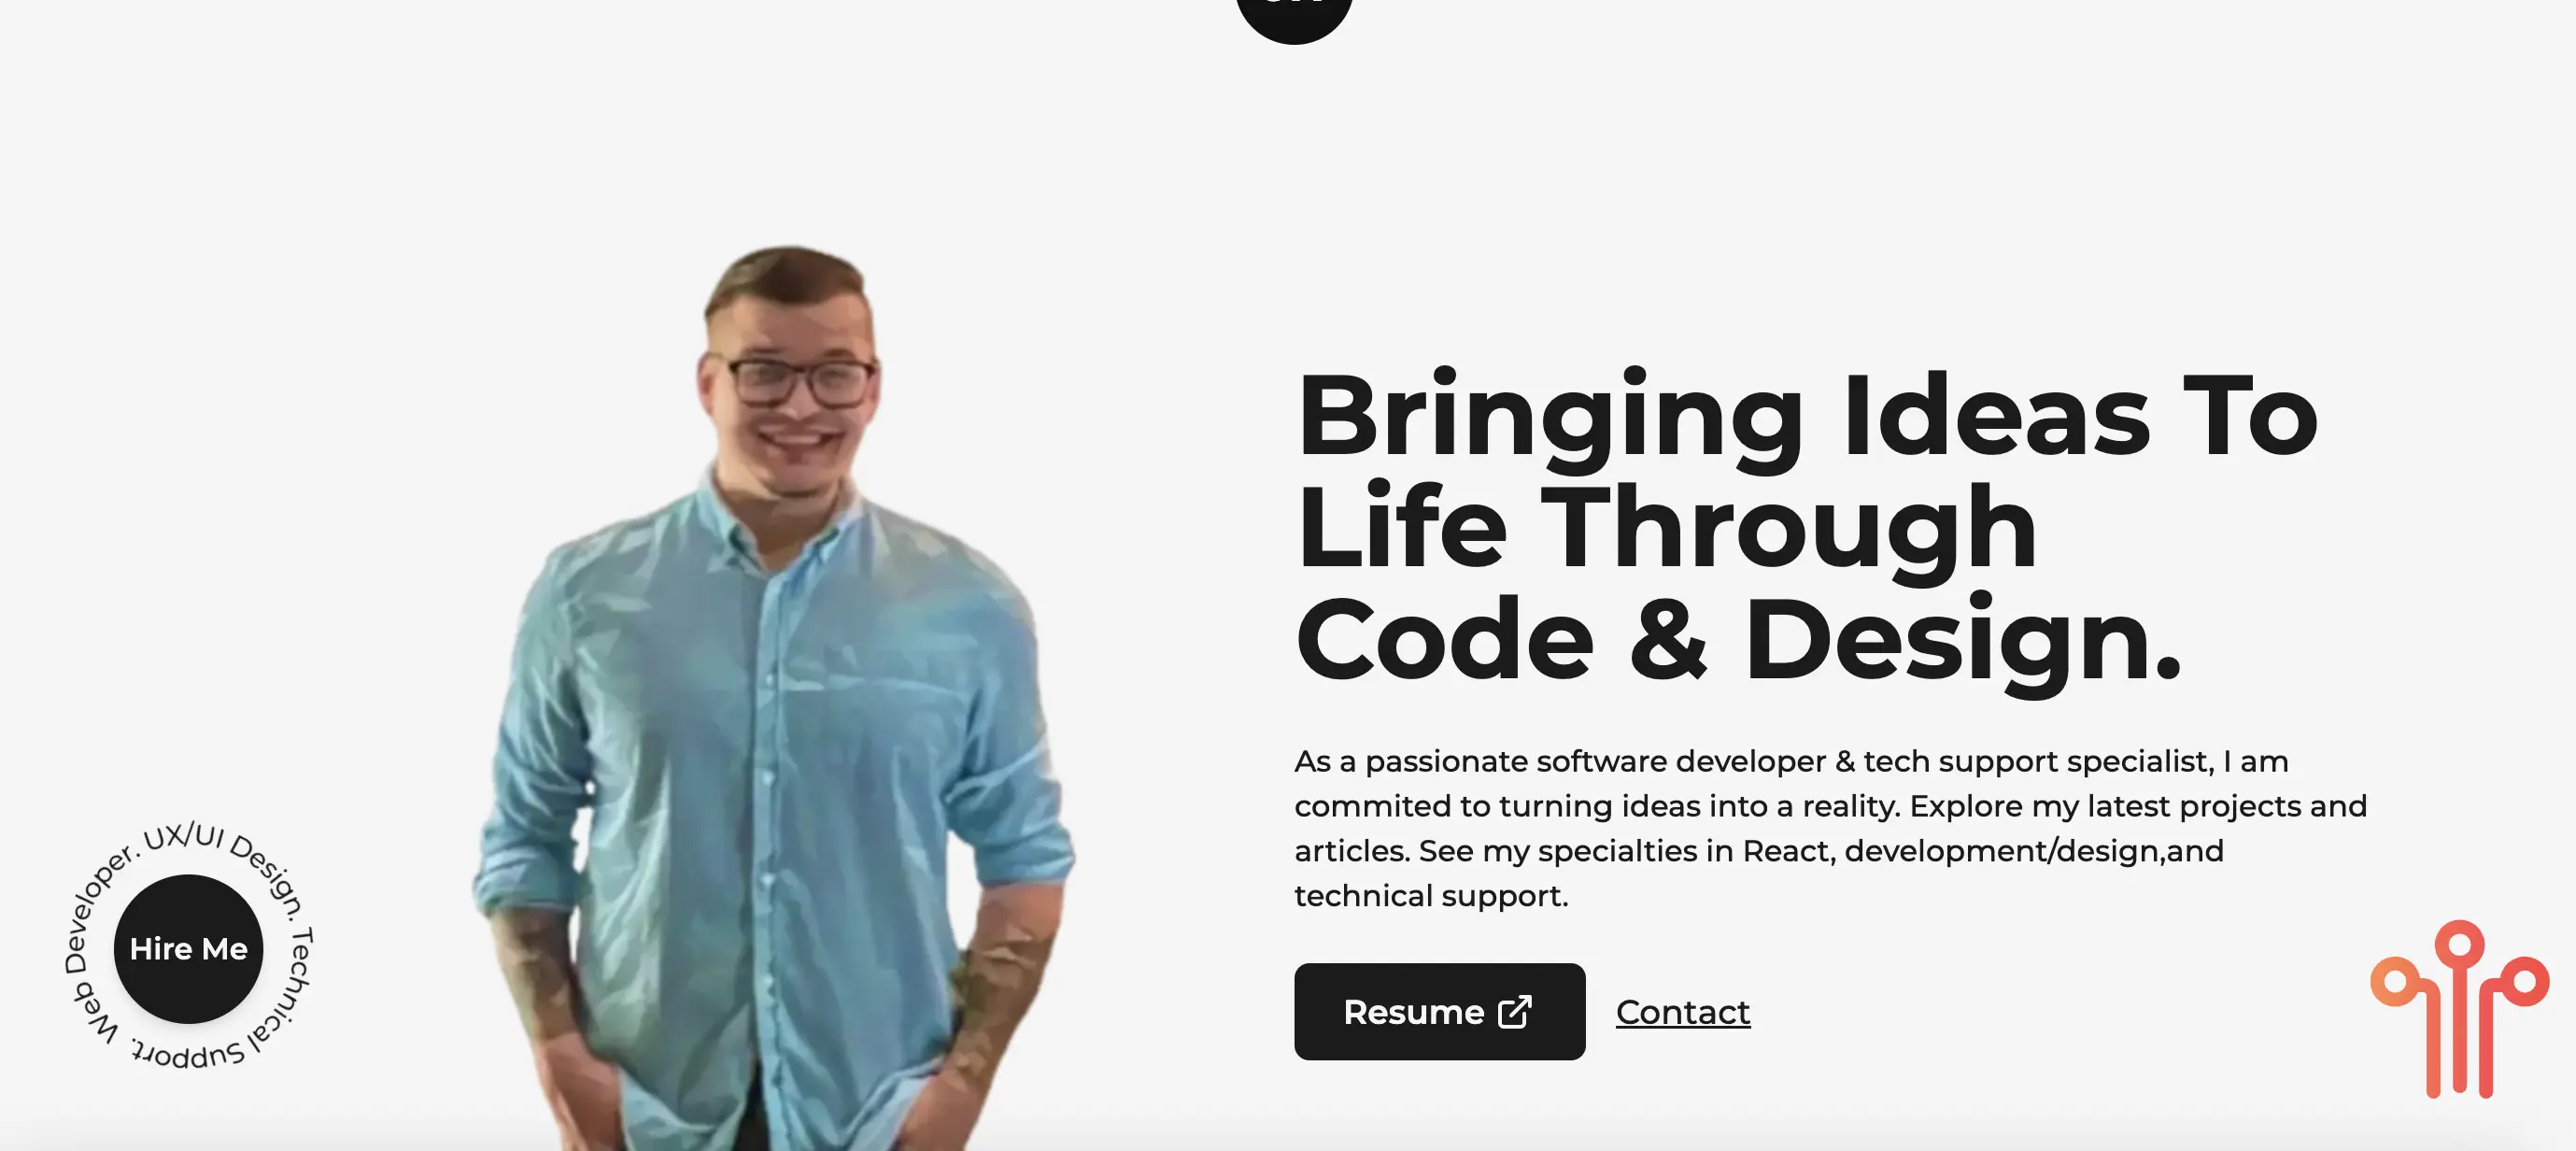 Bringing Ideas To
Life Through
Code & Design.
As a passionate software developer & tech support specialist, I am
commited to turning ideas into a reality. Explore my latest projects and
articles. See my specialties in React, development/design,and
technical support.
Resume
Contact
Web Developer. UX/UI Design. Technical Support.
Hire Me